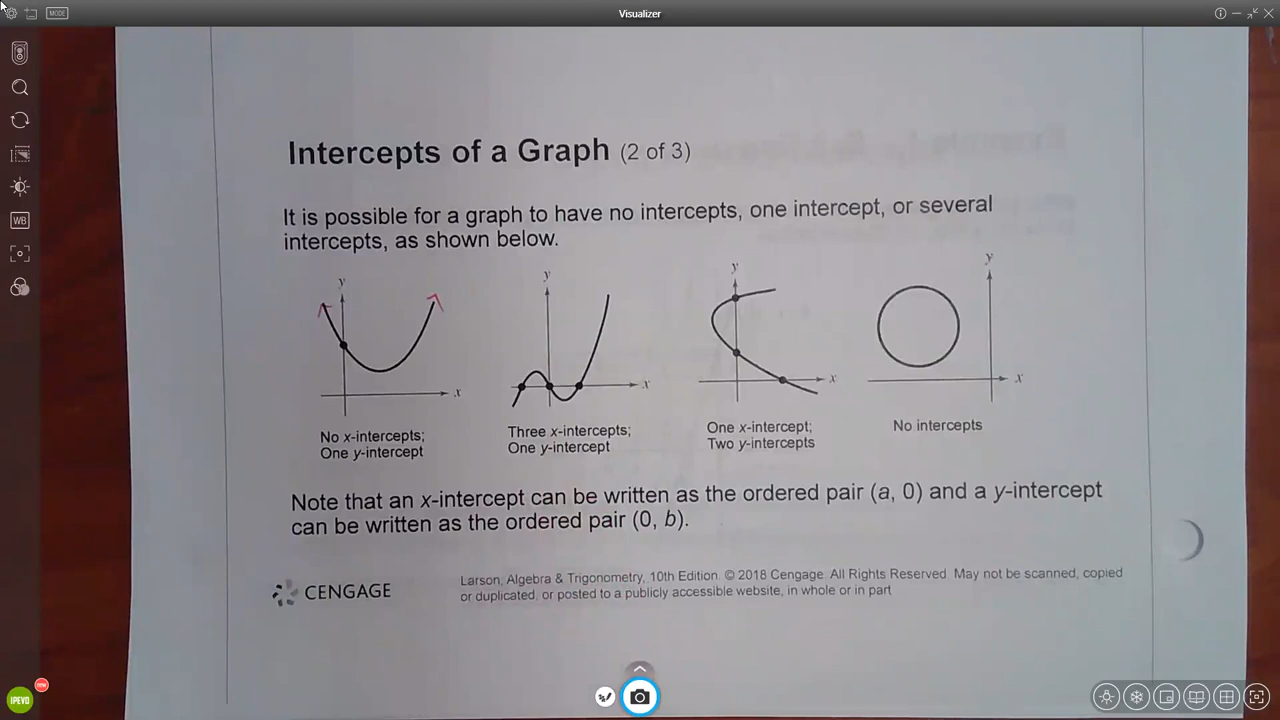 MODE
Visualizer
WB
Intercepts of a Graph (2 of 3)
It is possible for a graph to have no intercepts, one intercept, or several
intercepts, as shown below.
y
x
No x-intercepts;
One y-intercept
y
x
Three x-intercepts;
One y-intercept
y
x
One x-intercept;
Two y-intercepts
y
x
No intercepts
Note that an x-intercept can be written as the ordered pair (a, 0) and a y-intercept
can be written as the ordered pair (0, b).
CENGAGE
Larson, Algebra & Trigonometry, 10th Edition. © 2018 Cengage. All Rights Reserved. May not be scanned, copied
or duplicated, or posted to a publicly accessible website, in whole or in part
IPEVO
new